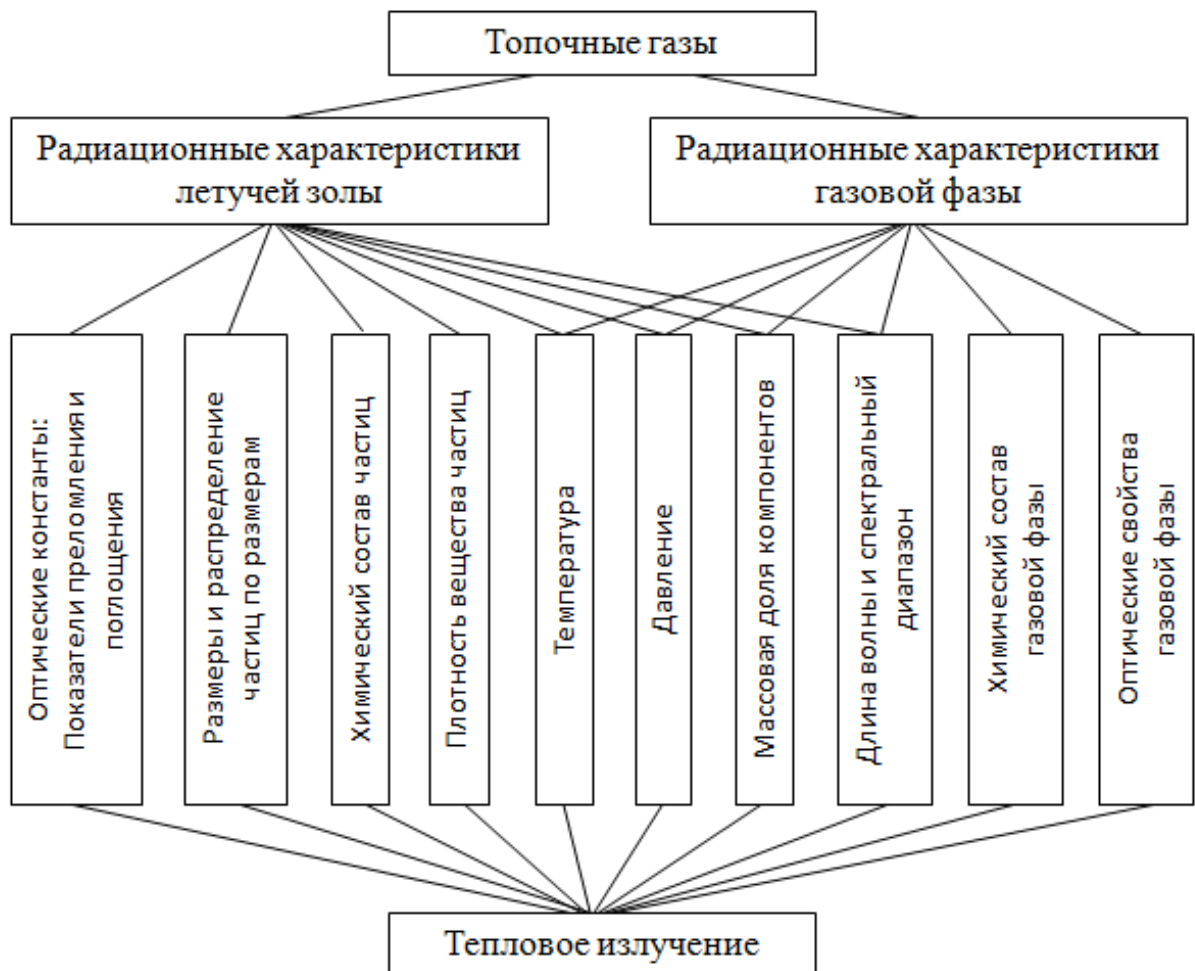 Топочные газы
Радиационные характеристики
летучей золы
Радиационные характеристики
газовой фазы
Оптические константы:
Показатели преломления и
поглощения
Размеры и распределение
частиц по размерам
Химический состав частиц
Плотность вещества частиц
Температура
Давление
Массовая доля компонентов
Длина волны и спектральный
диапазон
Химический состав
газовой фазы
Оптические свойства
газовой фазы
Тепловое излучение